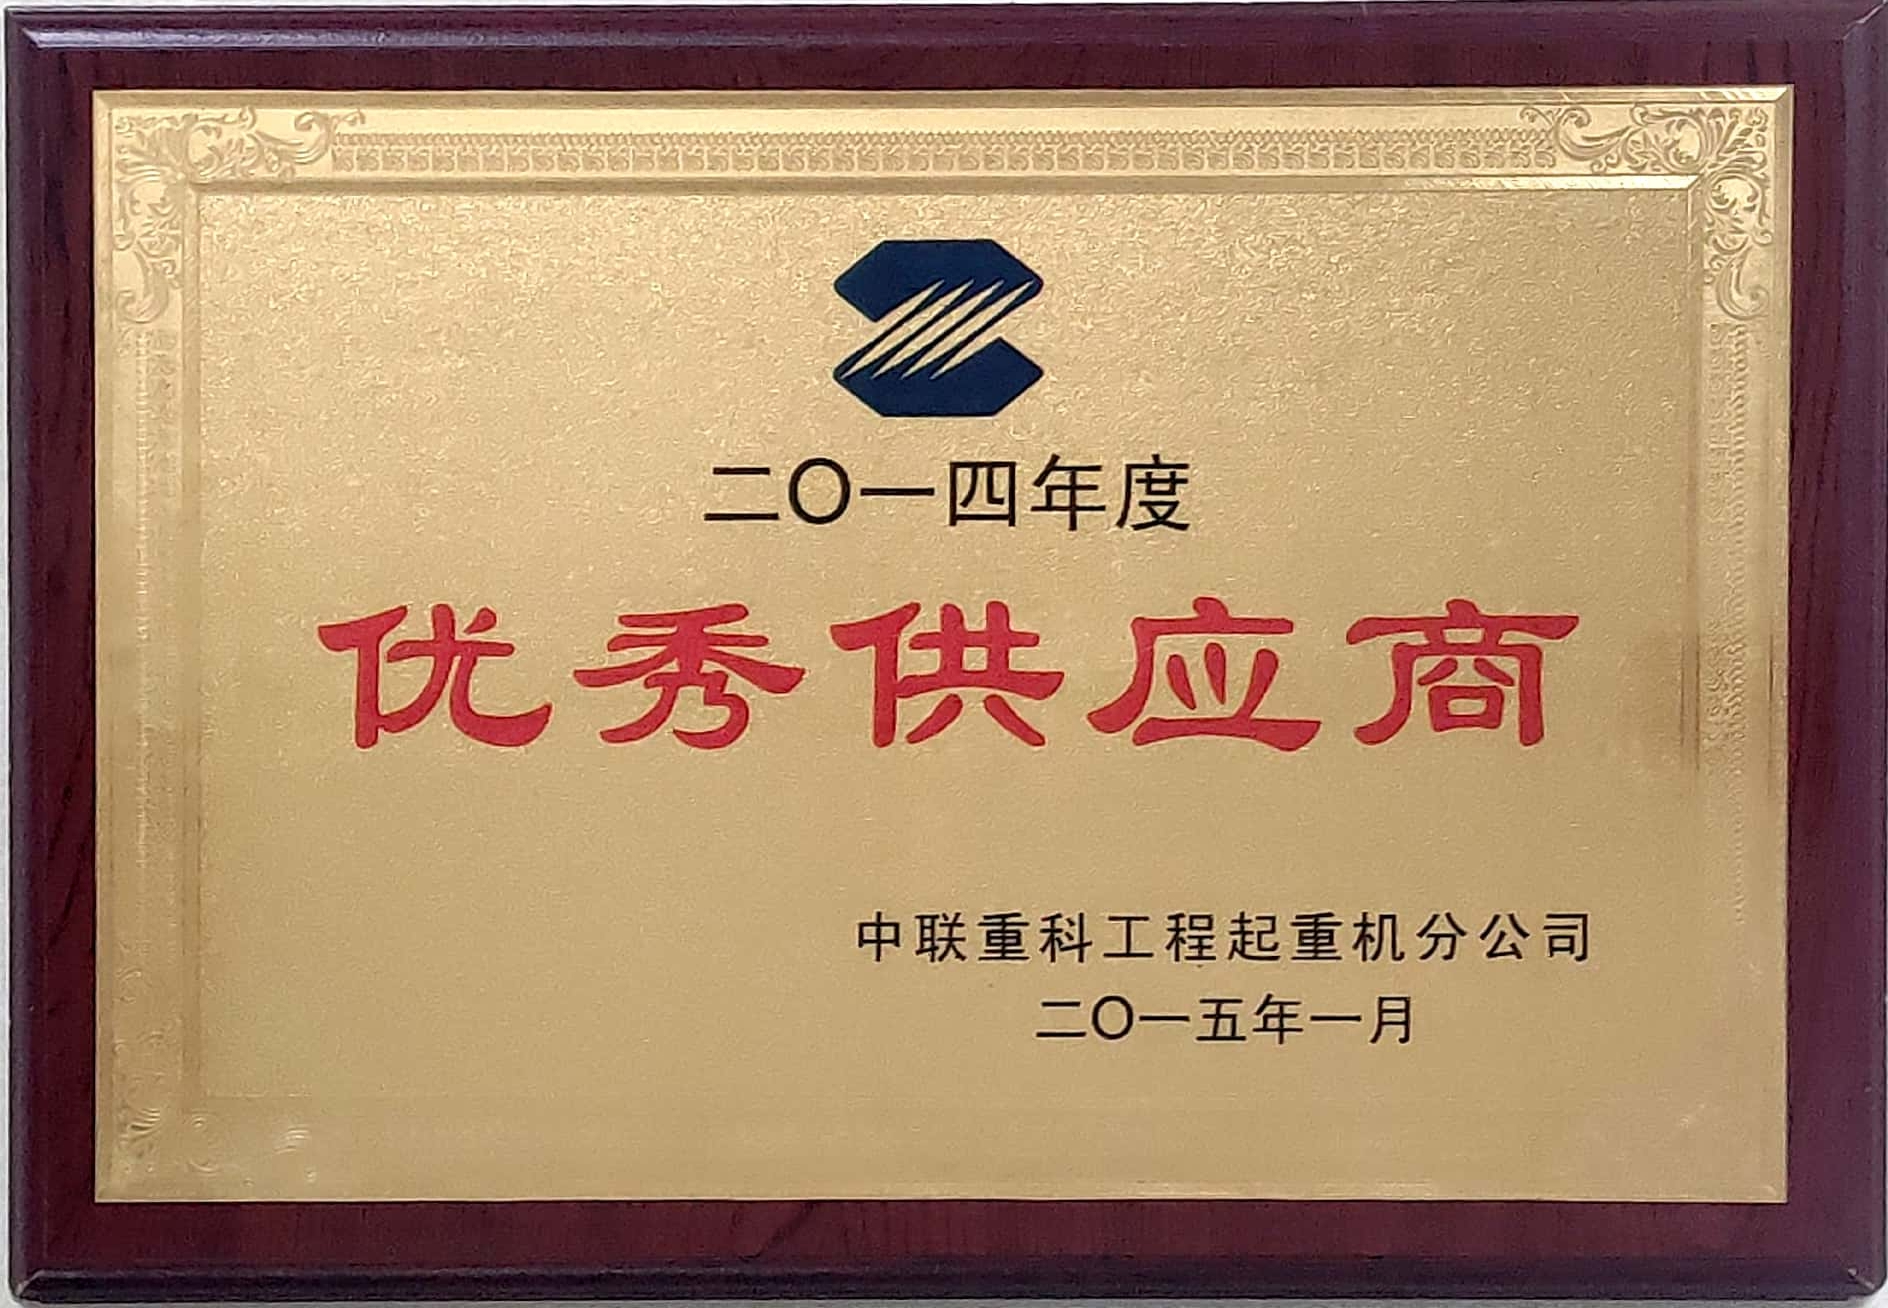 二〇一四年度
优秀供应商
中联重科工程起重机分公司
二〇一五年一月